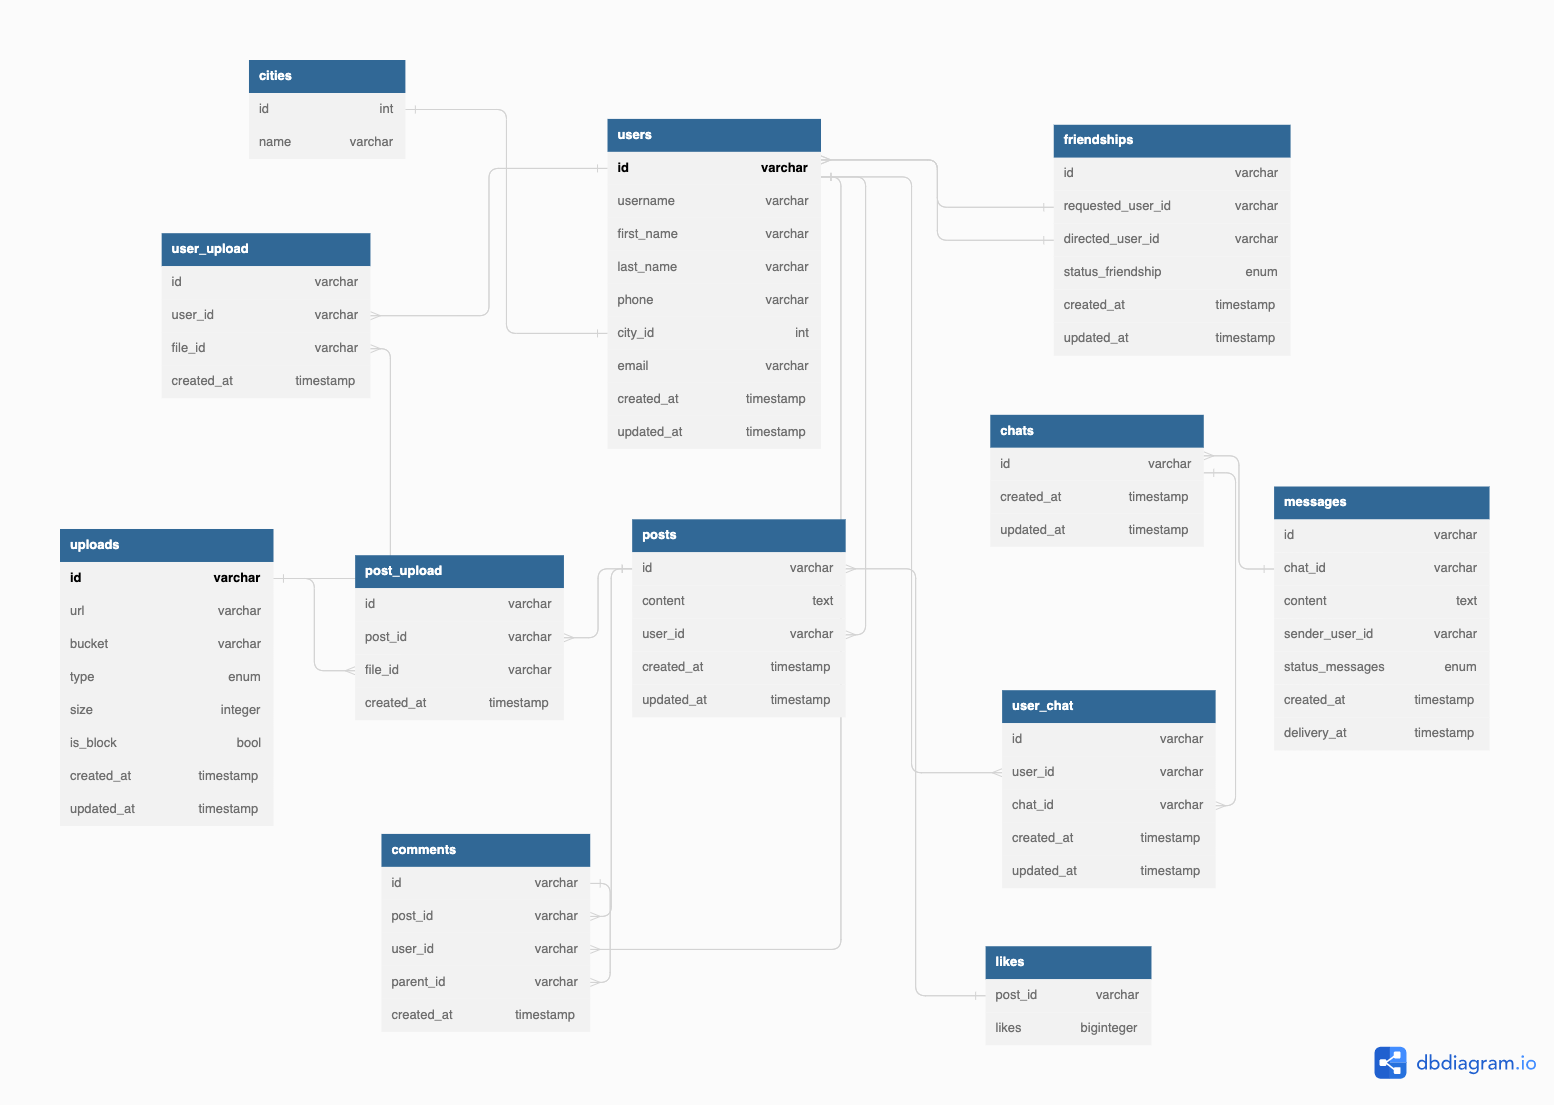 cities
id int
name varchar
users
id varchar
username varchar
first_name varchar
last_name varchar
phone varchar
city_id int
email varchar
created_at timestamp
updated_at timestamp
friendships
id varchar
requested_user_id varchar
directed_user_id varchar
status_friendship enum
created_at timestamp
updated_at timestamp
user_upload
id varchar
user_id varchar
file_id varchar
created_at timestamp
chats
id varchar
created_at timestamp
updated_at timestamp
messages
id varchar
chat_id varchar
content text
sender_user_id varchar
status_messages enum
created_at timestamp
delivery_at timestamp
uploads
id varchar
url varchar
bucket varchar
type enum
size integer
is_block bool
created_at timestamp
updated_at timestamp
post_upload
id varchar
post_id varchar
file_id varchar
created_at timestamp
posts
id varchar
content text
user_id varchar
created_at timestamp
updated_at timestamp
user_chat
id varchar
user_id varchar
chat_id varchar
created_at timestamp
updated_at timestamp
comments
id varchar
post_id varchar
user_id varchar
parent_id varchar
created_at timestamp
likes
post_id varchar
likes biginteger
dbdiagram.io